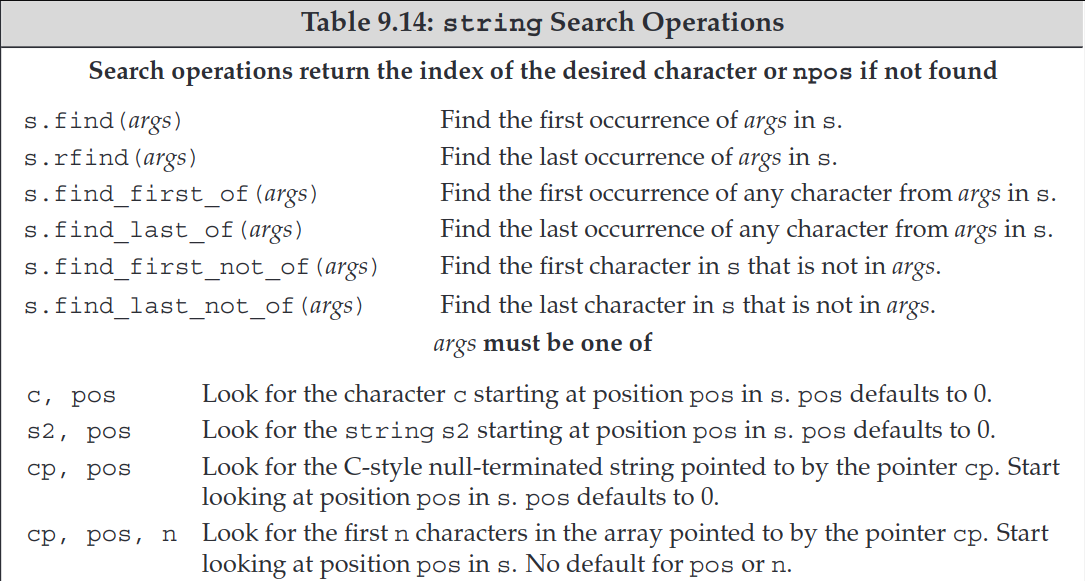 Table 9.14: string Search Operations
Search operations return the index of the desired character or npos if not found
s.find(args) Find the first occurrence of args in s.
s.rfind(args) Find the last occurrence of args in s.
s.find_first_of(args) Find the first occurrence of any character from args in s.
s.find_last_of(args) Find the last occurrence of any character from args in s.
s.find_first_not_of(args) Find the first character in s that is not in args.
s.find_last_not_of(args) Find the last character in s that is not in args.
args must be one of
c, pos Look for the character c starting at position pos in s. pos defaults to 0.
s2, pos Look for the string s2 starting at position pos in s. pos defaults to 0.
cp, pos Look for the C-style null-terminated string pointed to by the pointer cp. Start
looking at position pos in s. pos defaults to 0.
cp, pos, n Look for the first n characters in the array pointed to by the pointer cp. Start
looking at position pos in s. No default for pos or n.